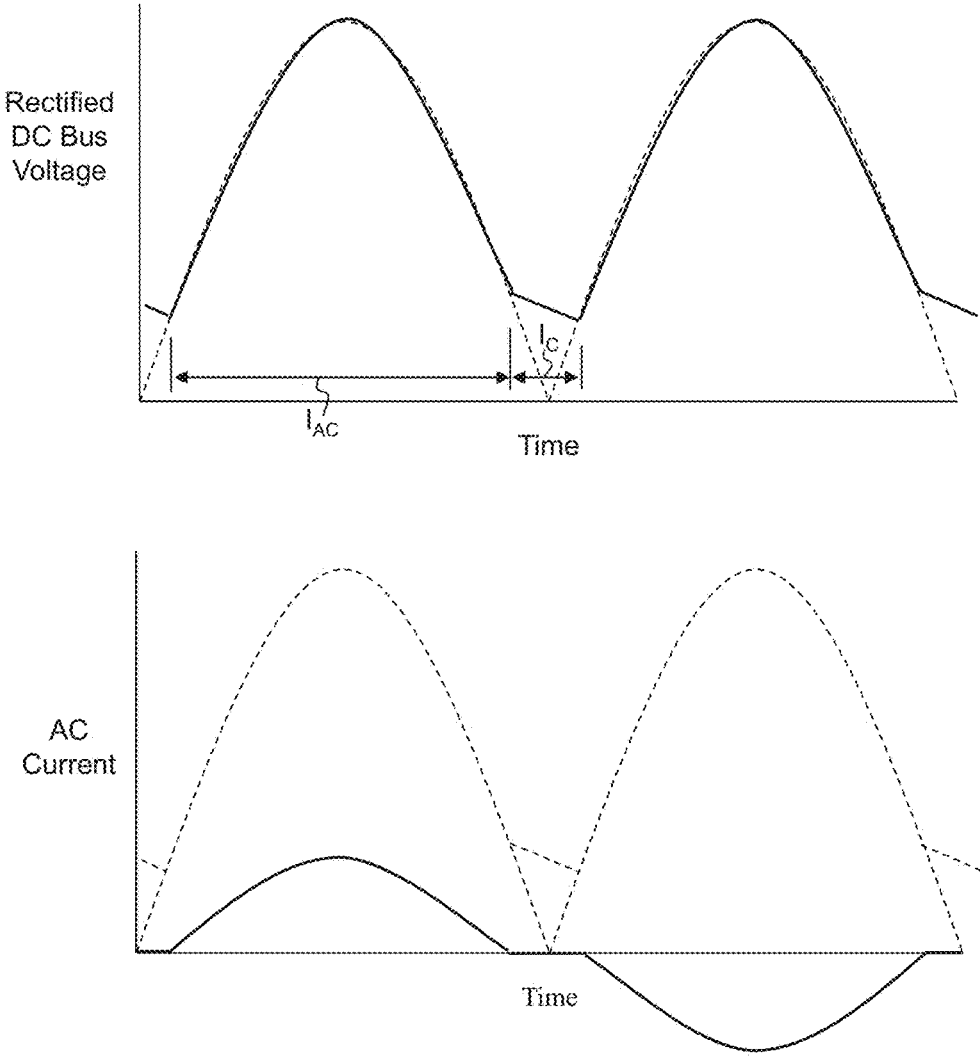 Rectified
DC Bus
Voltage
I_C
I_AC
Time
AC
Current
Time